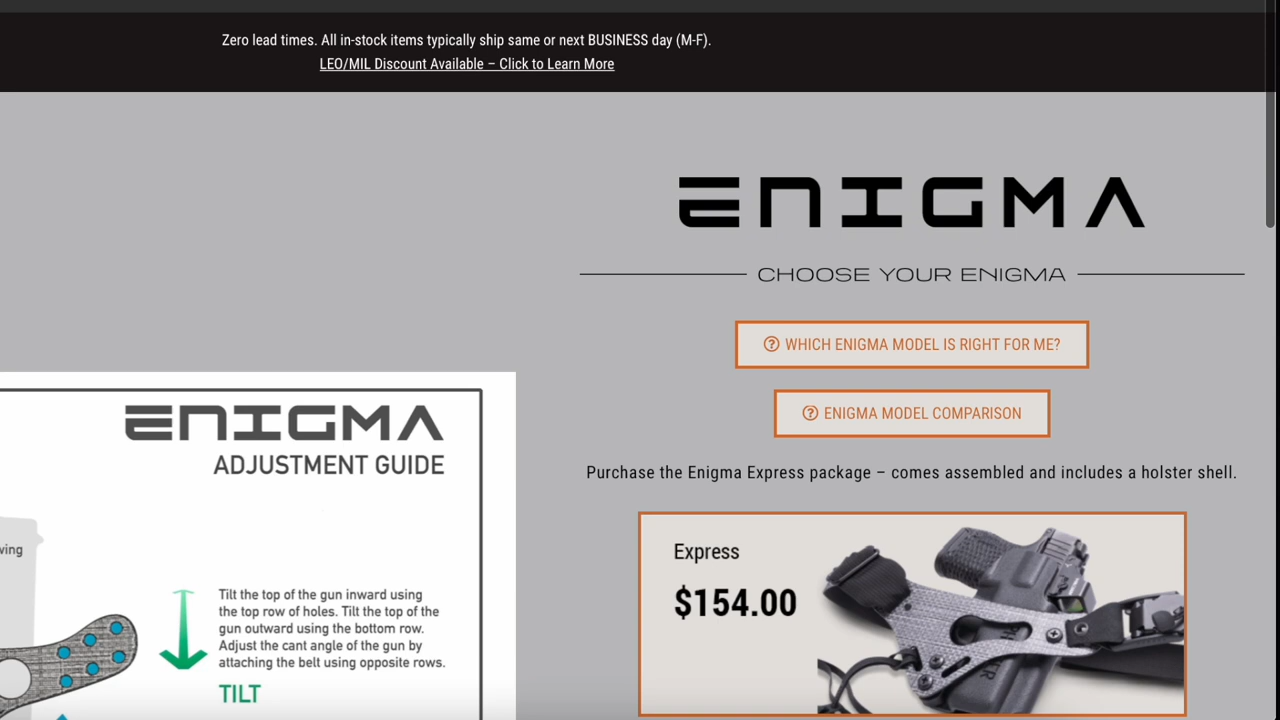 Zero lead times. All in-stock items typically ship same or next BUSINESS day (M-F).
LEO/MIL Discount Available – Click to Learn More
ENIGMA
CHOOSE YOUR ENIGMA
WHICH ENIGMA MODEL IS RIGHT FOR ME?
ENIGMA MODEL COMPARISON
Purchase the Enigma Express package – comes assembled and includes a holster shell.
Express
$154.00
ENIGMA
ADJUSTMENT GUIDE
Tilt the top of the gun inward using
the top row of holes. Tilt the top of the
gun outward using the bottom row.
Adjust the cant angle of the gun by
attaching the belt using opposite rows.
TILT